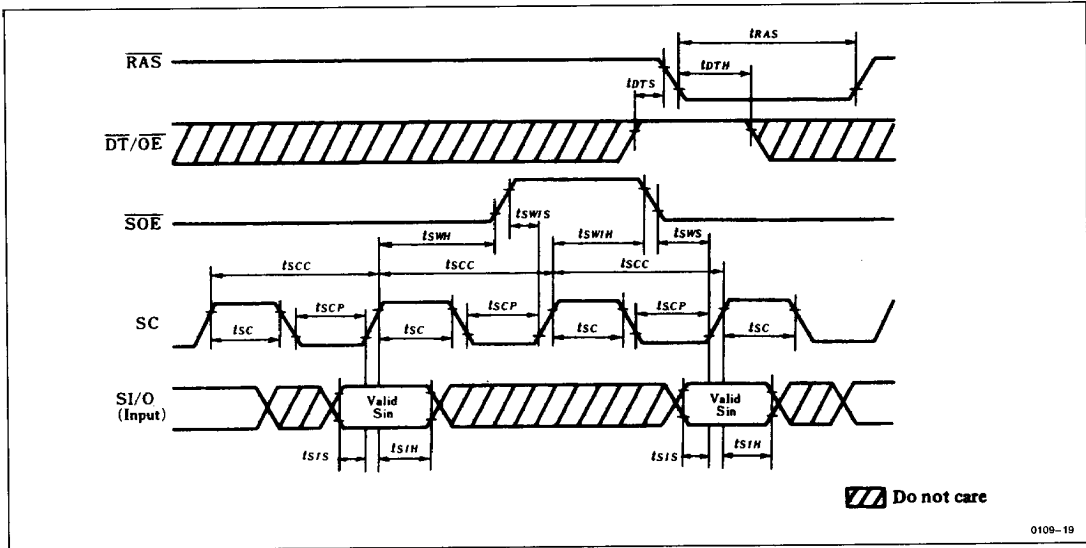 tRAS
RAS
tDTH
tDTS
DT/OE
SOE
tSWIS
tSWH
tSWIH
tSWS
tSCC
tSCC
tSCC
tSCP
tSCP
tSCP
SC
tSC
tSC
tSC
tSC
SI/O
(Input)
Valid
Sin
Valid
Sin
tSIS
tSIH
tSIS
tSIH
Do not care
0109-19